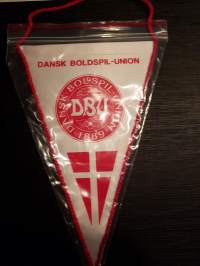 DANSK BOLDSPIL-UNION
DANSK BOLDSPIL UNION
DBU
1889